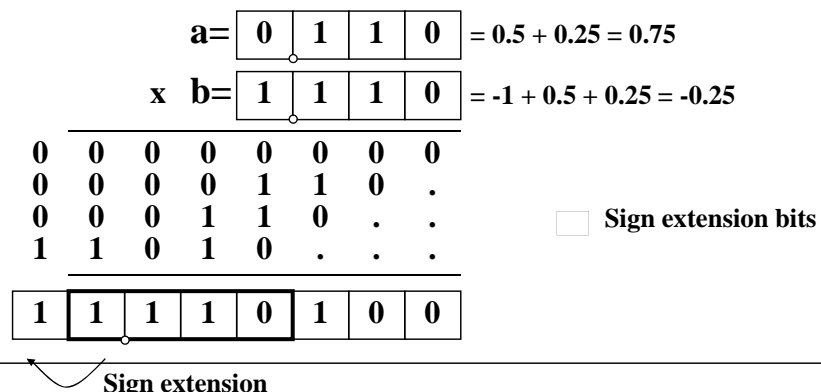 a= 0 1 1 0 = 0.5 + 0.25 = 0.75
x b= 1 1 1 0 = -1 + 0.5 + 0.25 = -0.25
0 0 0 0 0 0 0 0
0 0 0 0 1 1 0 .
0 0 0 1 1 0 . .
1 1 0 1 0 . . .
Sign extension bits
1 1 1 1 0 1 0 0
Sign extension